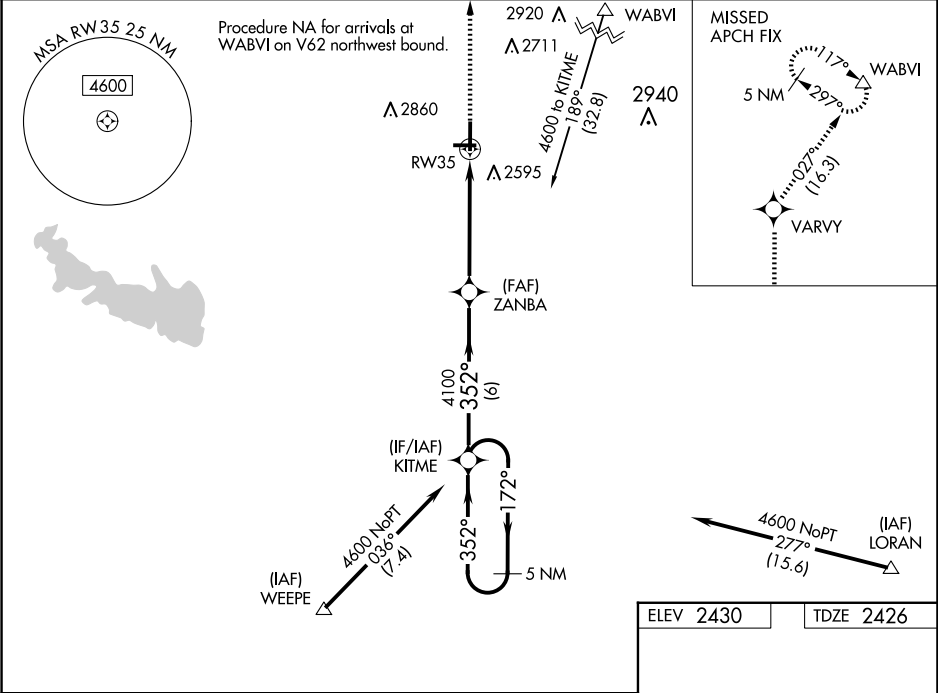 MSA RW35 25 NM
4600
Procedure NA for arrivals at
WABVI on V62 northwest bound.
2920
WABVI
2711
4600 to KITME
189°
(32.8)
2940
2860
RW35
2595
MISSED
APCH FIX
117°
WABVI
5 NM
297°
027°
(16.3)
VARVY
(FAF)
ZANBA
4100
352°
(6)
(IF/IAF)
KITME
172°
352°
5 NM
4600 NoPT
036°
(7.4)
(IAF)
WEEPE
4600 NoPT
277°
(15.6)
(IAF)
LORAN
ELEV 2430
TDZE 2426